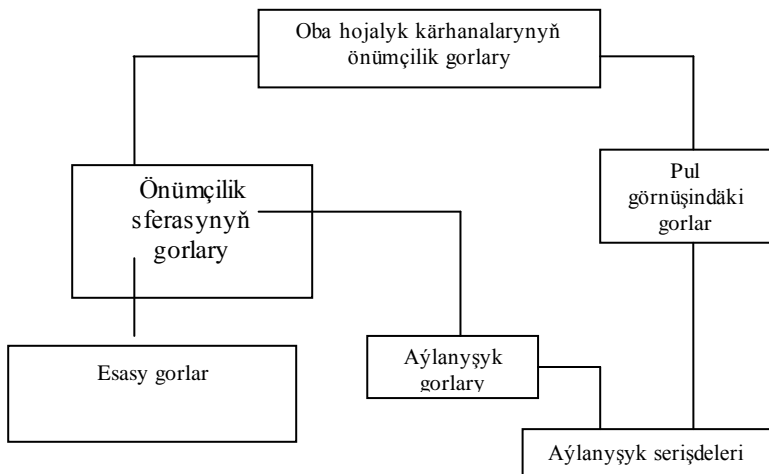 Oba hojalyk kärhanalarynyň
önümçilik gorlary
Önümçilik
sferasynyň
gorlary
Pul
görnüşindäki
gorlar
Esasy gorlar
Aýlanyşyk
gorlary
Aýlanyşyk serişdeleri